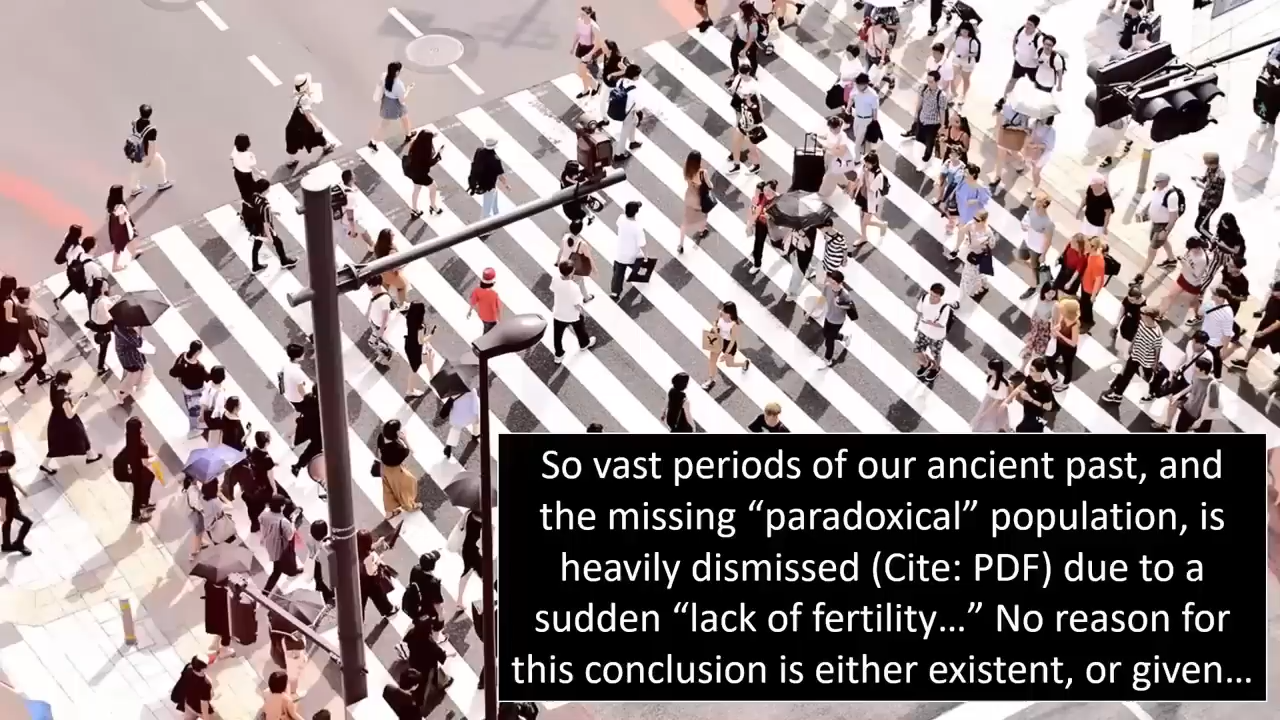 So vast periods of our ancient past, and
the missing “paradoxical” population, is
heavily dismissed (Cite: PDF) due to a
sudden “lack of fertility…” No reason for
this conclusion is either existent, or given…